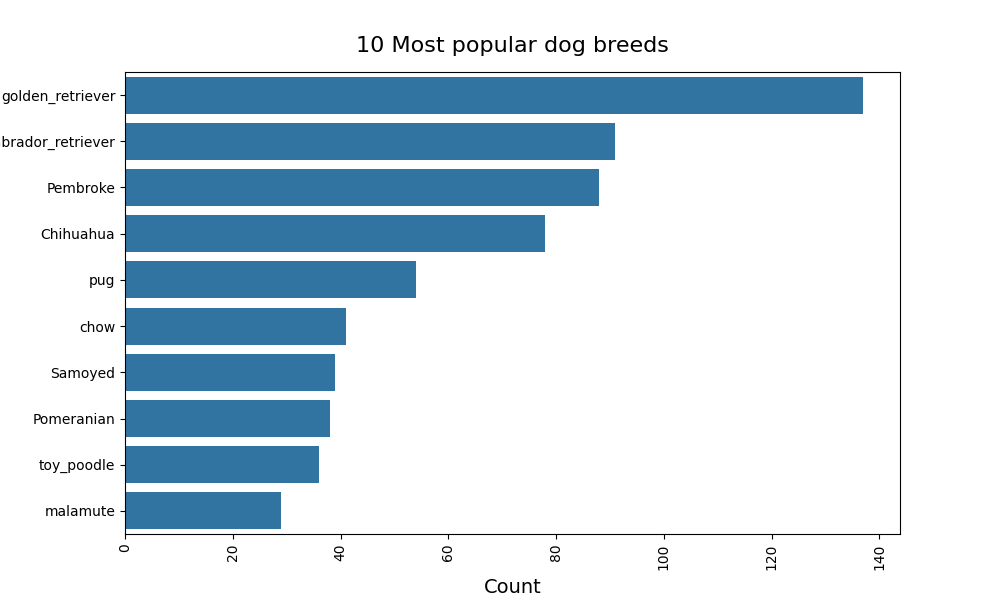 10 Most popular dog breeds
golden_retriever
brador_retriever
Pembroke
Chihuahua
pug
chow
Samoyed
Pomeranian
toy_poodle
malamute
0 20 40 60 80 100 120 140
Count